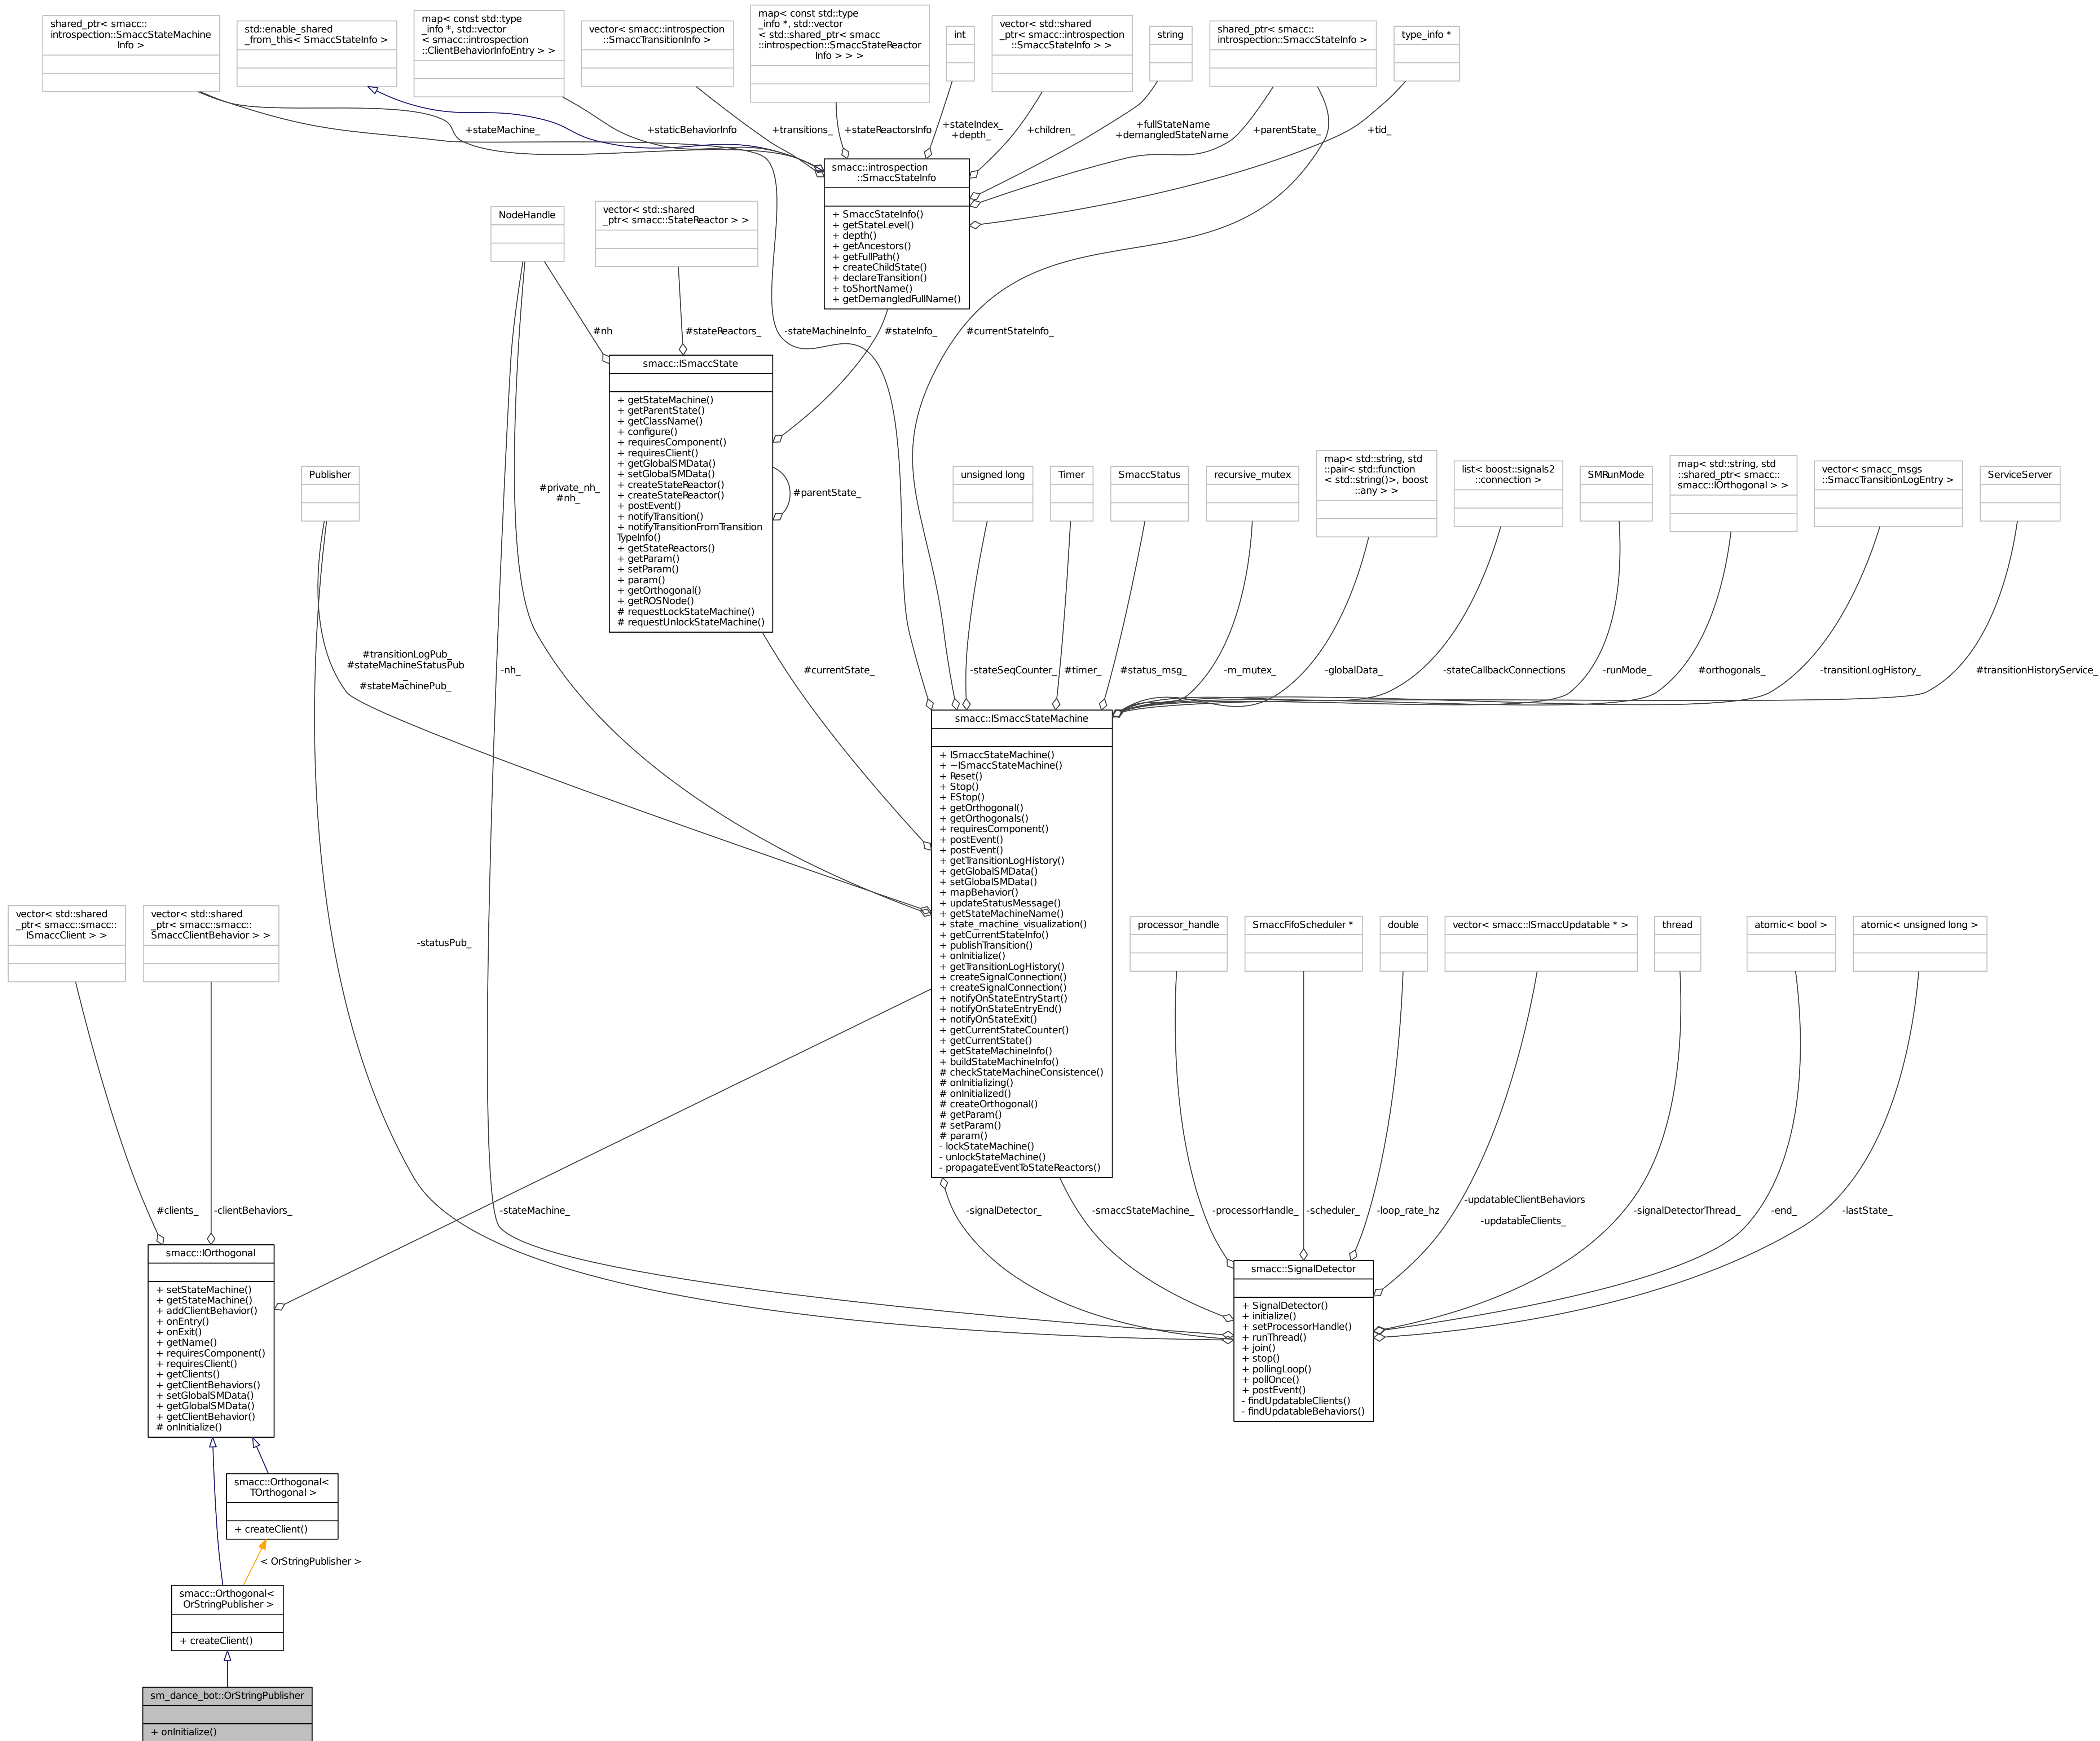 shared_ptr< smacc::
introspection::SmaccStateMachine
Info >
std::enable_shared
_from_this< SmaccStateInfo >
map< const std::type
_info *, std::vector
< smacc::introspection
::ClientBehaviorInfoEntry > >
vector< smacc::introspection
::SmaccTransitionInfo >
map< const std::type
_info *, std::vector
< std::shared_ptr< smacc
::introspection::SmaccStateReactor
Info > > >
int
vector< std::shared
_ptr< smacc::introspection
::SmaccStateInfo > >
string
shared_ptr< smacc::
introspection::SmaccStateInfo >
type_info *
+stateMachine_
+staticBehaviorInfo
+transitions_
+stateReactorsInfo
+stateIndex_
+depth_
+children_
+fullStateName
+demangledStateName
+parentState_
+tid_
smacc::introspection
::SmaccStateInfo
+ SmaccStateInfo()
+ getStateLevel()
+ depth()
+ getAncestors()
+ getFullPath()
+ createChildState()
+ declareTransition()
+ toShortName()
+ getDemangledFullName()
NodeHandle
vector< std::shared
_ptr< smacc::StateReactor > >
#nh
#stateReactors_
-stateMachineInfo_
#stateInfo_
#currentStateInfo_
smacc::ISmaccState
+ getStateMachine()
+ getParentState()
+ getClassName()
+ configure()
+ requiresComponent()
+ requiresClient()
+ getGlobalSMData()
+ setGlobalSMData()
+ createStateReactor()
+ createStateReactor()
+ postEvent()
+ notifyTransition()
+ notifyTransitionFromTransition
TypeInfo()
+ getStateReactors()
+ getParam()
+ setParam()
+ param()
+ getOrthogonal()
+ getROSNode()
# requestLockStateMachine()
# requestUnlockStateMachine()
#parentState_
#private_nh_
#nh_
Publisher
unsigned long
Timer
SmaccStatus
recursive_mutex
map< std::string, std
::pair< std::function
< std::string()>, boost
::any > >
list< boost::signals2
::connection >
SMRunMode
map< std::string, std
::shared_ptr< smacc::
smacc::IOrthogonal > >
vector< smacc_msgs
::SmaccTransitionLogEntry >
ServiceServer
#transitionLogPub_
#stateMachineStatusPub
_
#stateMachinePub_
-nh_
#currentState_
-stateSeqCounter_
#timer_
#status_msg_
-m_mutex_
-globalData_
-stateCallbackConnections
-runMode_
#orthogonals_
-transitionLogHistory_
#transitionHistoryService_
smacc::ISmaccStateMachine
+ ISmaccStateMachine()
+ ~ISmaccStateMachine()
+ Reset()
+ Stop()
+ EStop()
+ getOrthogonal()
+ getOrthogonals()
+ requiresComponent()
+ postEvent()
+ postEvent()
+ getTransitionLogHistory()
+ getGlobalSMData()
+ setGlobalSMData()
+ mapBehavior()
+ updateStatusMessage()
+ getStateMachineName()
+ state_machine_visualization()
+ getCurrentStateInfo()
+ publishTransition()
+ onInitialize()
+ getTransitionLogHistory()
+ createSignalConnection()
+ createSignalConnection()
+ notifyOnStateEntryStart()
+ notifyOnStateEntryEnd()
+ notifyOnStateExit()
+ getCurrentStateCounter()
+ getCurrentState()
+ getStateMachineInfo()
+ buildStateMachineInfo()
# checkStateMachineConsistence()
# onInitializing()
# onInitialized()
# createOrthogonal()
# getParam()
# setParam()
# param()
- lockStateMachine()
- unlockStateMachine()
- propagateEventToStateReactors()
vector< std::shared
_ptr< smacc::smacc::
ISmaccClient > >
vector< std::shared
_ptr< smacc::smacc::
SmaccClientBehavior > >
-statusPub_
processor_handle
SmaccFifoScheduler *
double
vector< smacc::ISmaccUpdatable * >
thread
atomic< bool >
atomic< unsigned long >
#clients_
-clientBehaviors_
-stateMachine_
-signalDetector_
-smaccStateMachine_
-processorHandle_
-scheduler_
-loop_rate_hz
-updatableClientBehaviors
_
-updatableClients_
-signalDetectorThread_
-end_
-lastState_
smacc::IOrthogonal
+ setStateMachine()
+ getStateMachine()
+ addClientBehavior()
+ onEntry()
+ onExit()
+ getName()
+ requiresComponent()
+ requiresClient()
+ getClients()
+ getClientBehaviors()
+ setGlobalSMData()
+ getGlobalSMData()
+ getClientBehavior()
# onInitialize()
smacc::SignalDetector
+ SignalDetector()
+ initialize()
+ setProcessorHandle()
+ runThread()
+ join()
+ stop()
+ pollingLoop()
+ pollOnce()
+ postEvent()
- findUpdatableClients()
- findUpdatableBehaviors()
smacc::Orthogonal<
TOrthogonal >
+ createClient()
< OrStringPublisher >
smacc::Orthogonal<
OrStringPublisher >
+ createClient()
sm_dance_bot::OrStringPublisher
+ onInitialize()